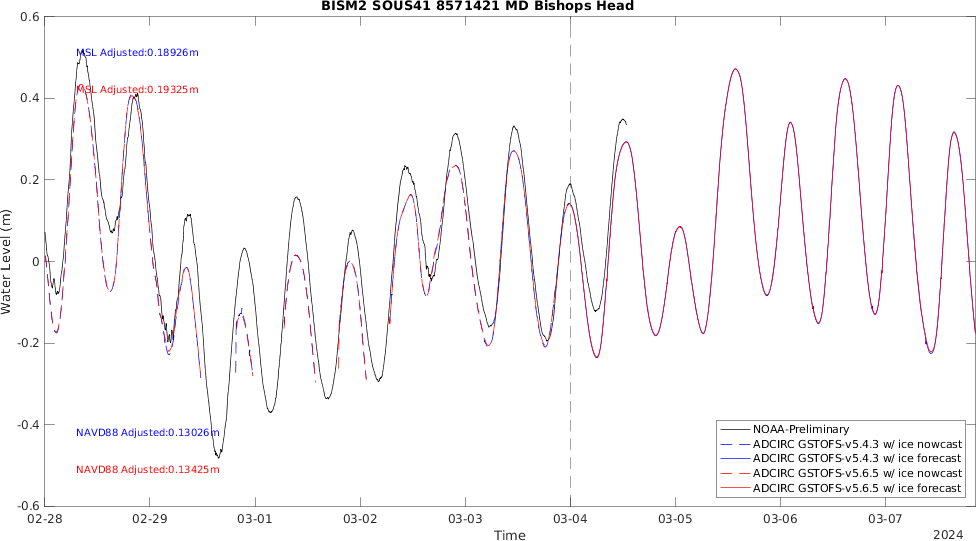 BISM2 SOUS41 8571421 MD Bishops Head
0.6
MSL Adjusted:0.18926m
MSL Adjusted:0.19325m
0.4
0.2
0
-0.2
-0.4
-0.6
Water Level (m)
NAVD88 Adjusted:0.13026m
NAVD88 Adjusted:0.13425m
NOAA-Preliminary
ADCIRC GSTOFS-v5.4.3 w/ ice nowcast
ADCIRC GSTOFS-v5.4.3 w/ ice forecast
ADCIRC GSTOFS-v5.6.5 w/ ice nowcast
ADCIRC GSTOFS-v5.6.5 w/ ice forecast
02-28 02-29 03-01 03-02 03-03 03-04 03-05 03-06 03-07
Time
2024